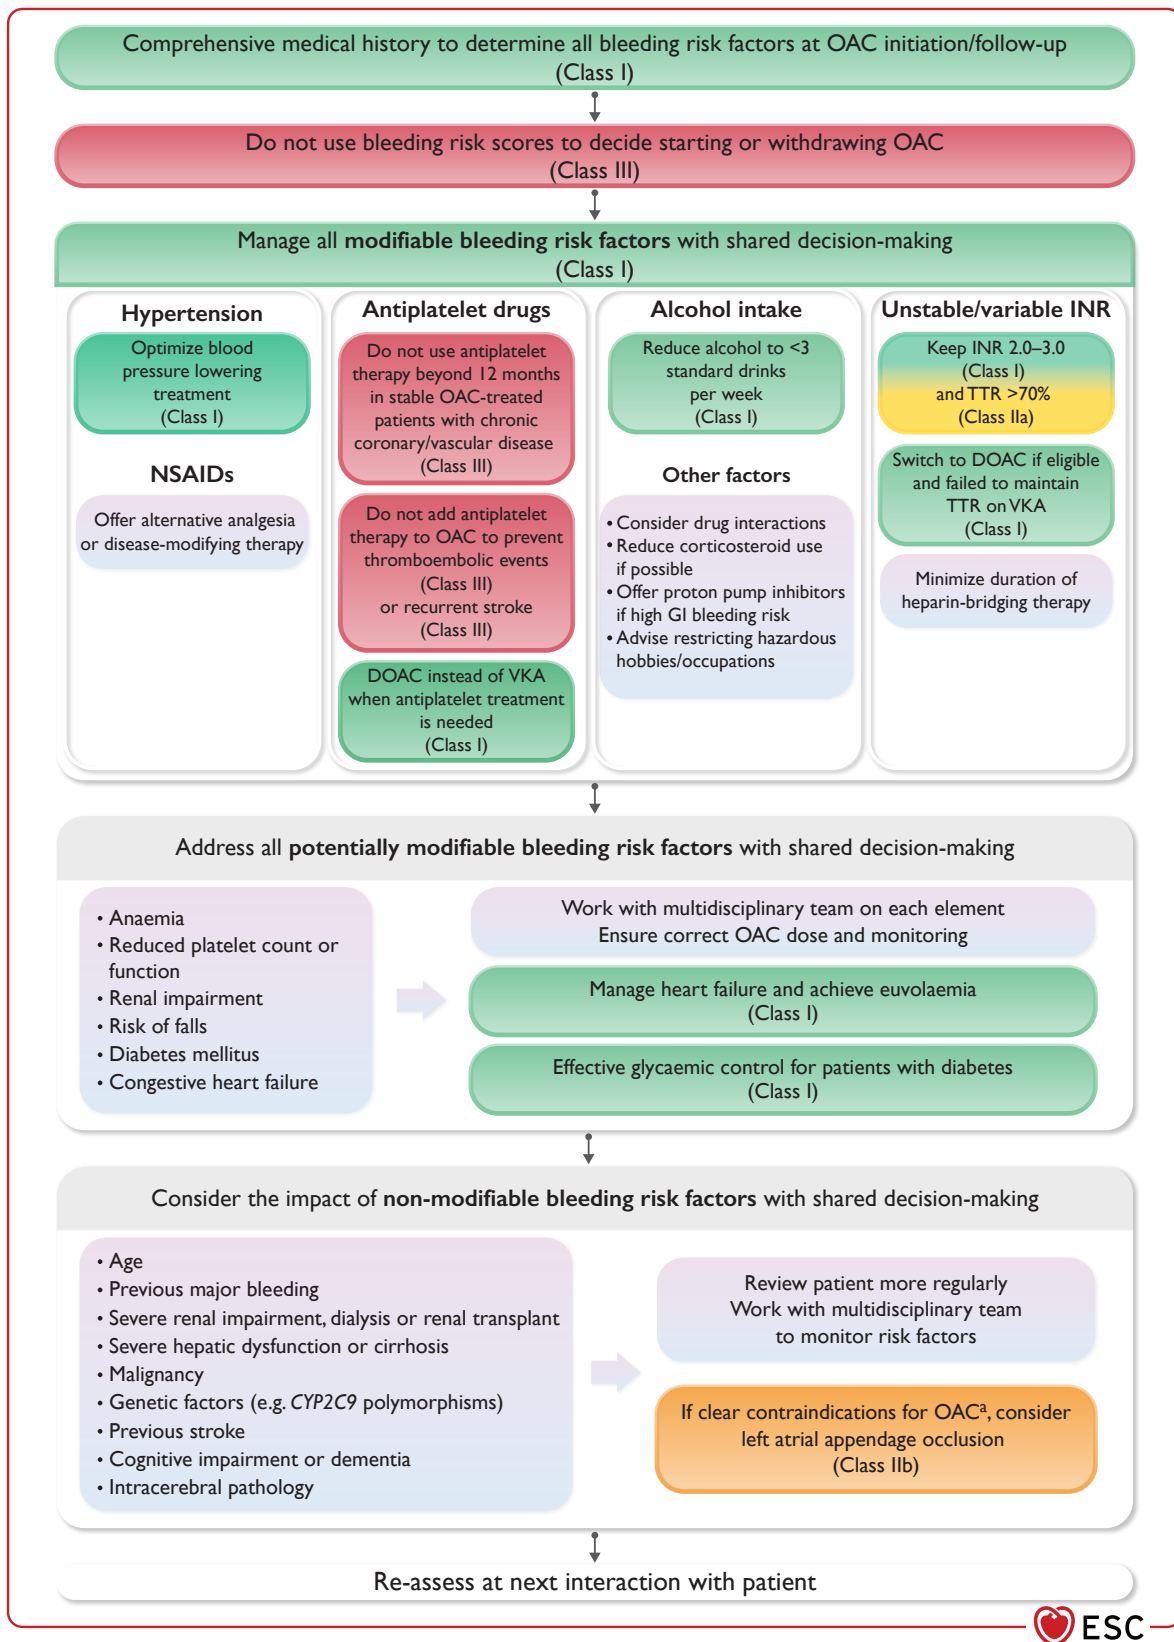 Comprehensive medical history to determine all bleeding risk factors at OAC initiation/follow-up
(Class I)
Do not use bleeding risk scores to decide starting or withdrawing OAC
(Class III)
Manage all modifiable bleeding risk factors with shared decision-making
(Class I)
Hypertension
Optimize blood
pressure lowering
treatment
(Class I)
NSAIDs
Offer alternative analgesia
or disease-modifying therapy
Antiplatelet drugs
Do not use antiplatelet
therapy beyond 12 months
in stable OAC-treated
patients with chronic
coronary/vascular disease
(Class III)
Do not add antiplatelet
therapy to OAC to prevent
thromboembolic events
(Class III)
or recurrent stroke
(Class III)
DOAC instead of VKA
when antiplatelet treatment
is needed
(Class I)
Alcohol intake
Reduce alcohol to <3
standard drinks
per week
(Class I)
Other factors
• Consider drug interactions
• Reduce corticosteroid use
if possible
• Offer proton pump inhibitors
if high GI bleeding risk
• Advise restricting hazardous
hobbies/occupations
Unstable/variable INR
Keep INR 2.0–3.0
(Class I)
and TTR >70%
(Class IIa)
Switch to DOAC if eligible
and failed to maintain
TTR on VKA
(Class I)
Minimize duration of
heparin-bridging therapy
Address all potentially modifiable bleeding risk factors with shared decision-making
• Anaemia
• Reduced platelet count or
function
• Renal impairment
• Risk of falls
• Diabetes mellitus
• Congestive heart failure
Work with multidisciplinary team on each element
Ensure correct OAC dose and monitoring
Manage heart failure and achieve euvolaemia
(Class I)
Effective glycaemic control for patients with diabetes
(Class I)
Consider the impact of non-modifiable bleeding risk factors with shared decision-making
• Age
• Previous major bleeding
• Severe renal impairment, dialysis or renal transplant
• Severe hepatic dysfunction or cirrhosis
• Malignancy
• Genetic factors (e.g. CYP2C9 polymorphisms)
• Previous stroke
• Cognitive impairment or dementia
• Intracerebral pathology
Review patient more regularly
Work with multidisciplinary team
to monitor risk factors
If clear contraindications for OACᵃ, consider
left atrial appendage occlusion
(Class IIb)
Re-assess at next interaction with patient
ESC